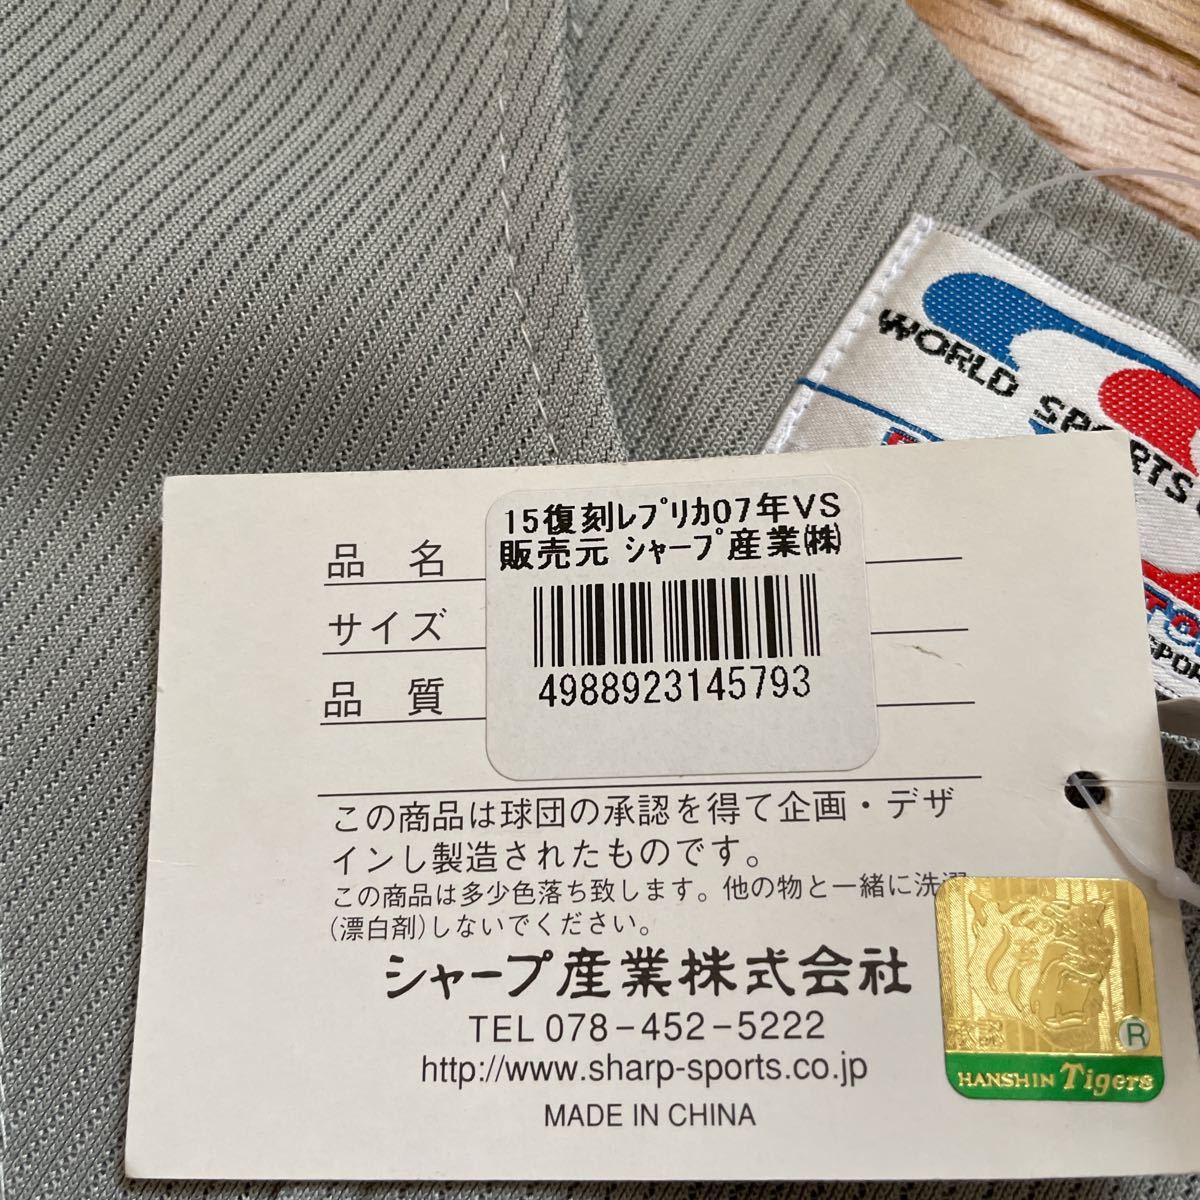 WORLD SPORTS
15復刻ﾚﾌﾟﾘｶ07年VS
販売元 ｼｬｰﾌﾟ産業㈱
4988923145793
品 名
サイズ
品 質
この商品は球団の承認を得て企画・デザ
インし製造されたものです。
この商品は多少色落ち致します。他の物と一緒に洗濯
(漂白剤)しないでください。
シャープ産業株式会社
TEL 078-452-5222
http://www.sharp-sports.co.jp
MADE IN CHINA
承認
R
HANSHIN Tigers